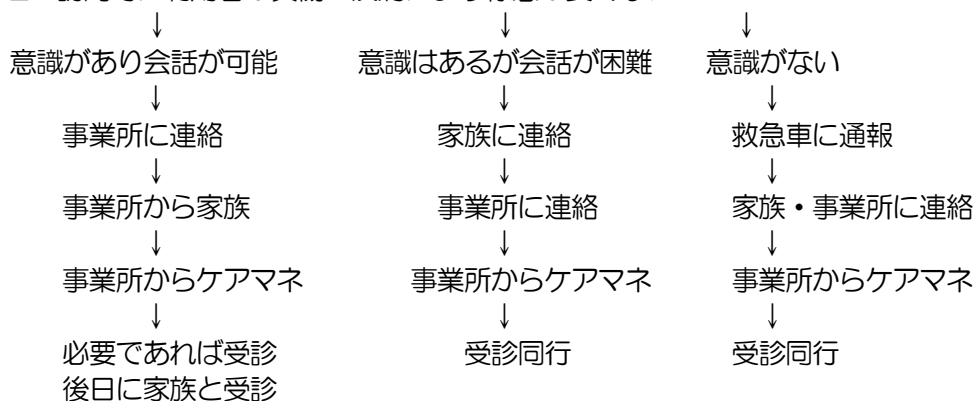 ↓ ↓ ↓
意識があり会話が可能 意識はあるが会話が困難 意識がない
↓ ↓ ↓
事業所に連絡 家族に連絡 救急車に通報
↓ ↓ ↓
事業所から家族 事業所に連絡 家族・事業所に連絡
↓ ↓ ↓
事業所からケアマネ 事業所からケアマネ 事業所からケアマネ
↓ ↓ ↓
必要であれば受診 受診同行 受診同行
後日に家族と受診